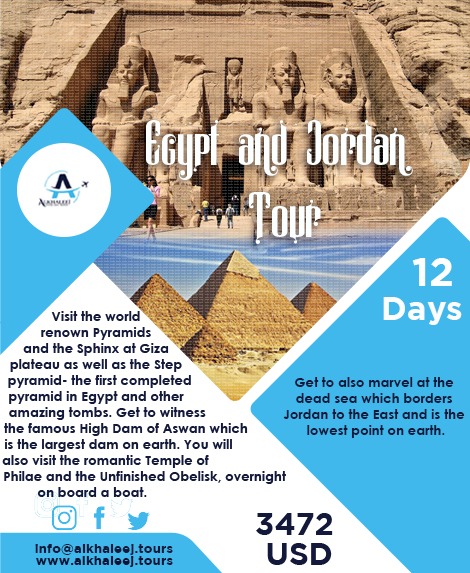 Egypt and Jordan
Tour
ALKHALEEJ
12
Days
Visit the world
renown Pyramids
and the Sphinx at Giza
plateau as well as the Step
pyramid- the first completed
pyramid in Egypt and other
amazing tombs. Get to witness
the famous High Dam of Aswan which
is the largest dam on earth. You will
also visit the romantic Temple of
Philae and the Unfinished Obelisk, overnight
on board a boat.
Get to also marvel at the
dead sea which borders
Jordan to the East and is the
lowest point on earth.
3472
USD
Info@alkhaleej.tours
www.alkhaleej.tours